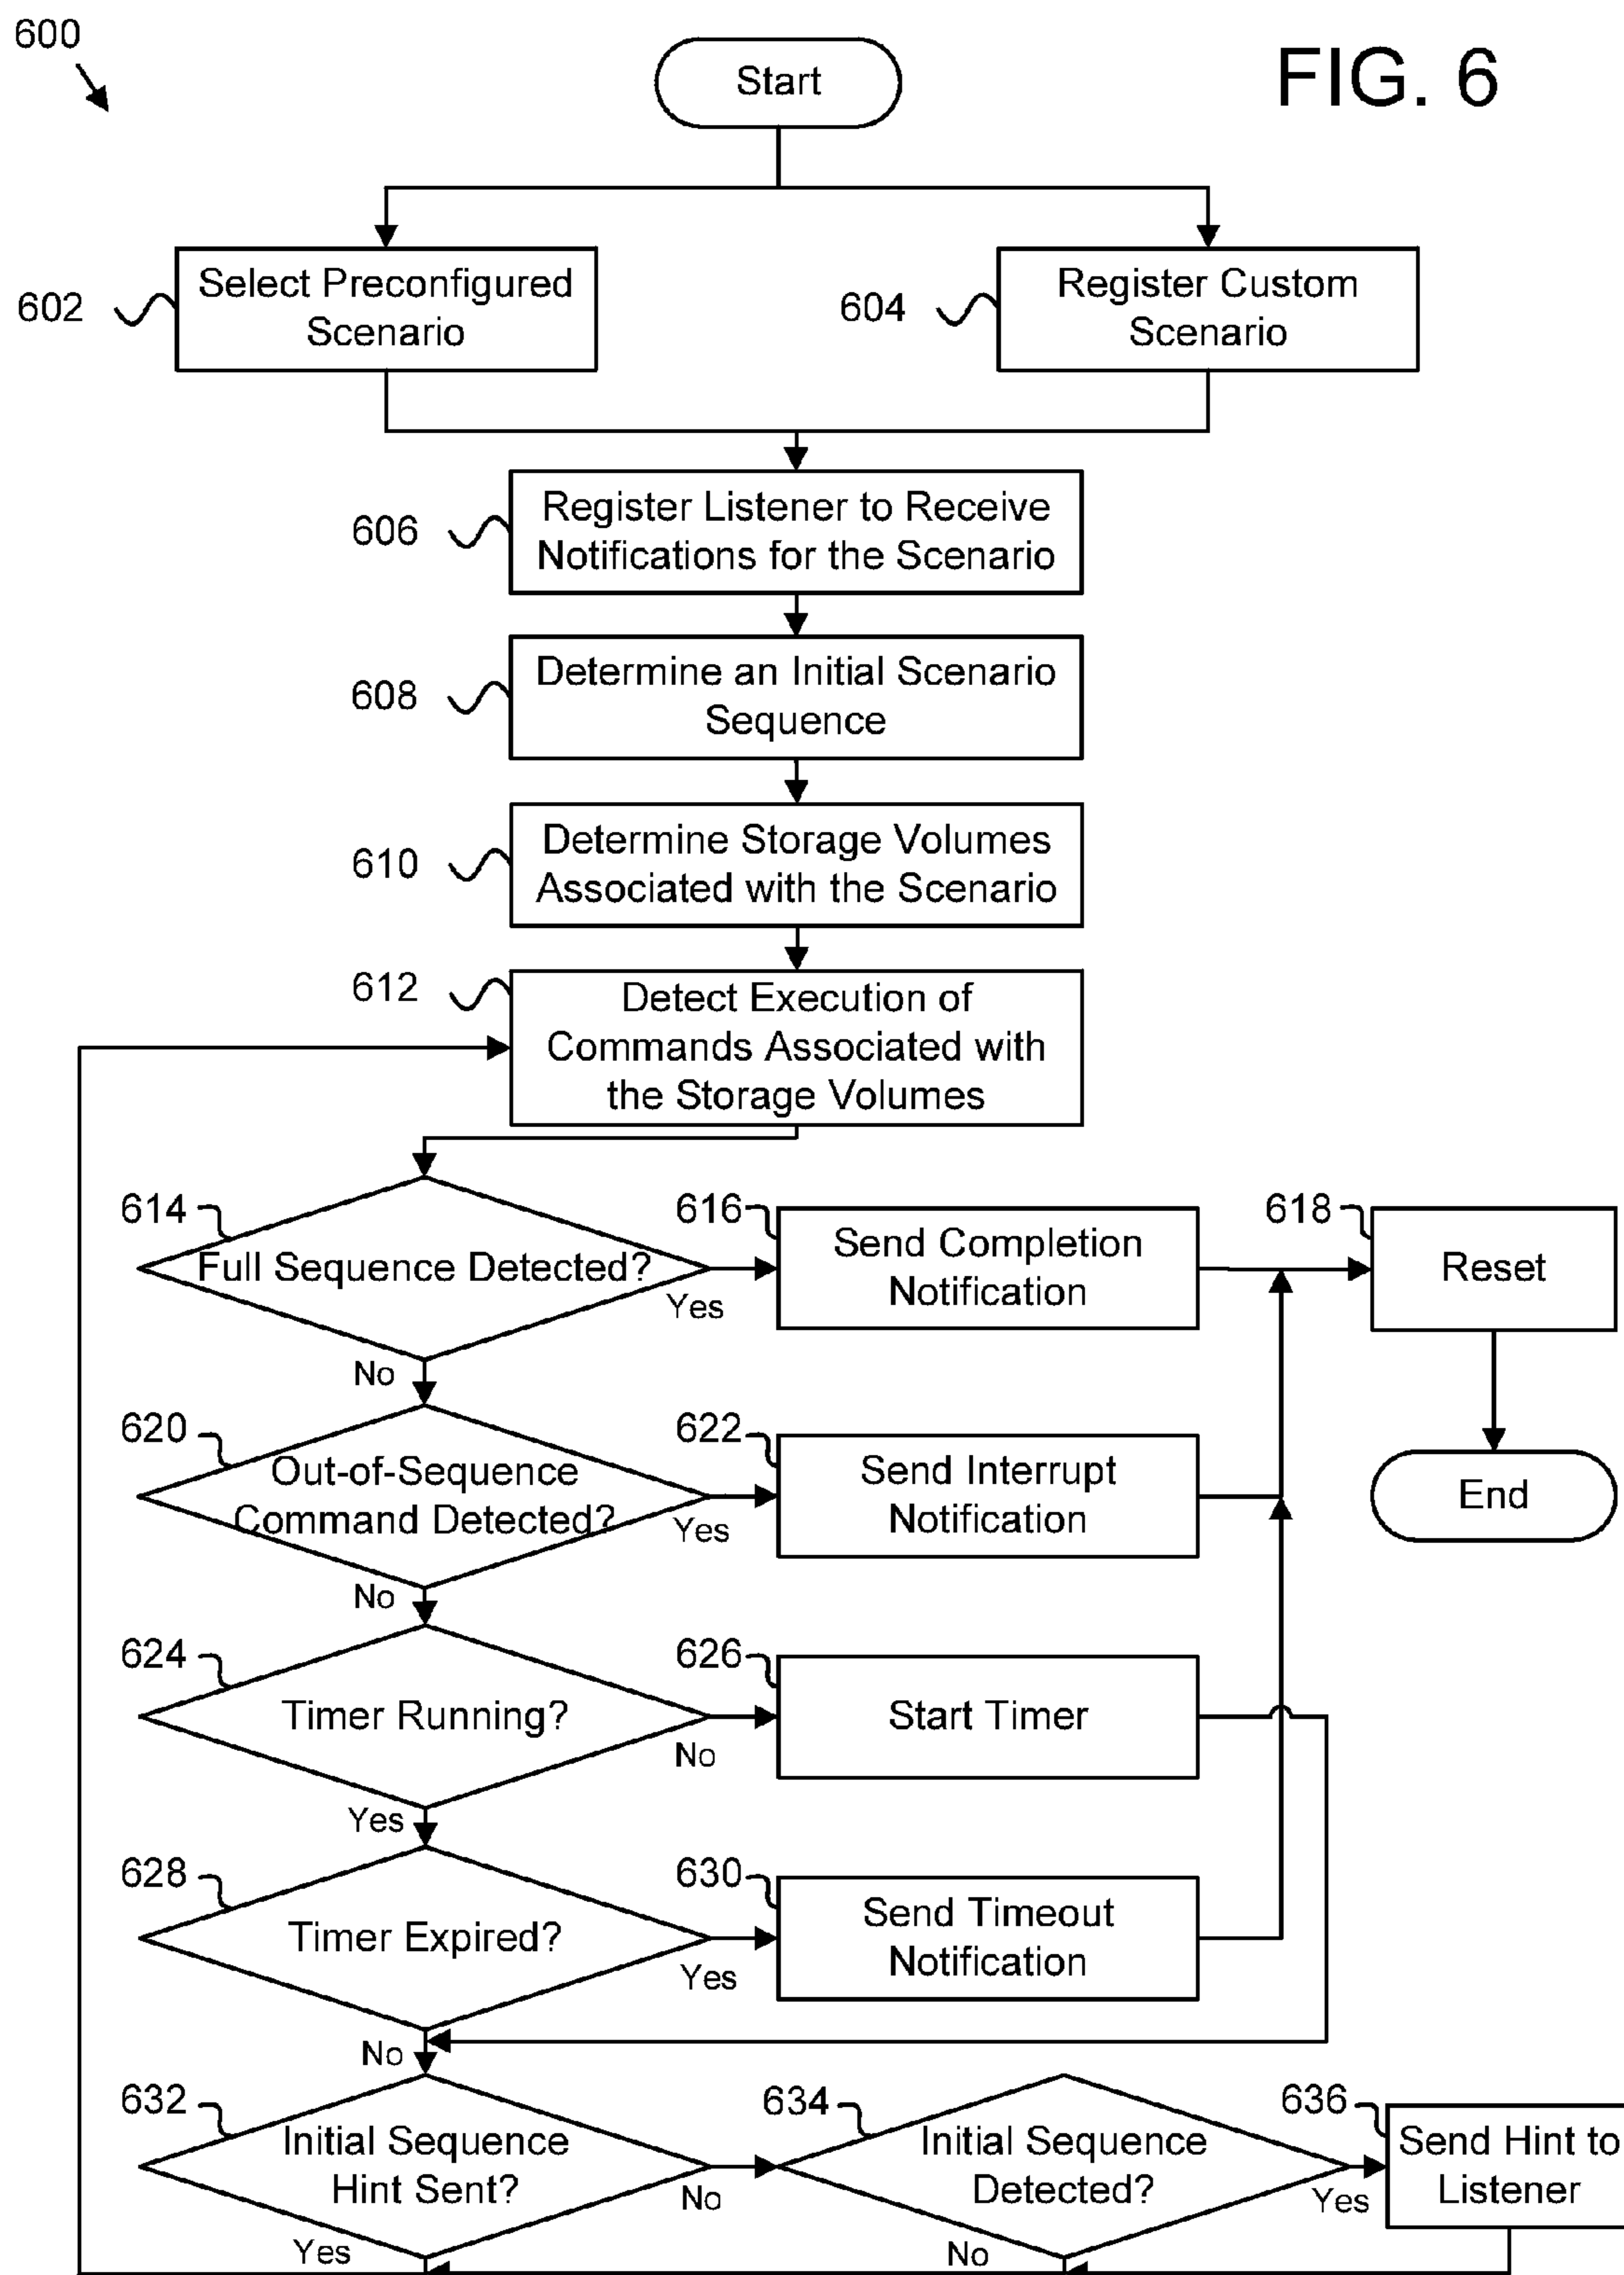 600
FIG. 6
Start
602
Select Preconfigured
Scenario
604
Register Custom
Scenario
606
Register Listener to Receive
Notifications for the Scenario
608
Determine an Initial Scenario
Sequence
610
Determine Storage Volumes
Associated with the Scenario
612
Detect Execution of
Commands Associated with
the Storage Volumes
614
Full Sequence Detected?
Yes
No
616
Send Completion
Notification
618
Reset
620
Out-of-Sequence
Command Detected?
Yes
No
622
Send Interrupt
Notification
End
624
Timer Running?
No
Yes
626
Start Timer
628
Timer Expired?
Yes
No
630
Send Timeout
Notification
632
Initial Sequence
Hint Sent?
No
Yes
634
Initial Sequence
Detected?
Yes
No
636
Send Hint to
Listener